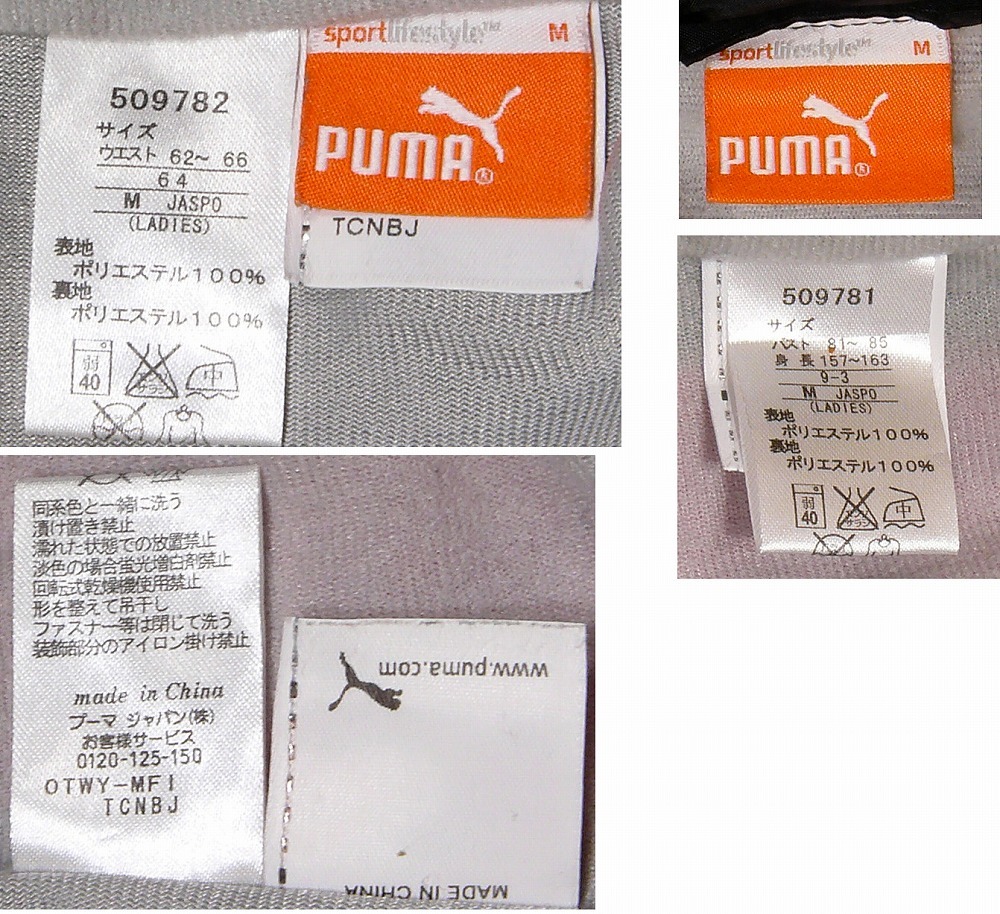 509782
サイズ
ウエスト 62～ 66
64
M JASPO
(LADIES)
表地
ポリエステル100%
裏地
ポリエステル100%
弱
40
中
sportlifestyle™ M
PUMA®
TCNBJ
sportlifestyle™ M
PUMA®
509781
サイズ
バスト 81～ 85
身長 157～163
9-3
M JASPO
(LADIES)
表地
ポリエステル100%
裏地
ポリエステル100%
弱
40
中
同系色と一緒に洗う
漬け置き禁止
濡れた状態での放置禁止
淡色の場合蛍光増白剤禁止
回転式乾燥機使用禁止
形を整えて吊干し
ファスナー等は閉じて洗う
装飾部分のアイロン掛け禁止
made in China
プーマ ジャパン(株)
お客様サービス
0120-125-150
OTWY-MFI
TCNBJ
www.puma.com
MADE IN CHINA